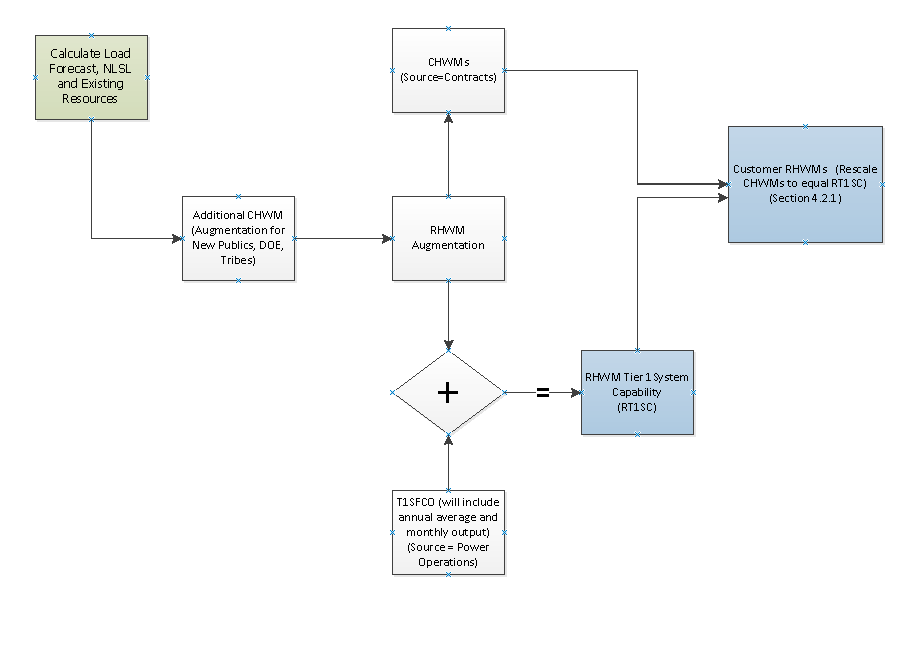 Calculate Load
Forecast, NLSL
and Existing
Resources
CHWMs
(Source=Contracts)
Customer RHWMs (Rescale
CHWMs to equal RT1SC)
(Section 4.2.1)
Additional CHWM
(Augmentation for
New Publics, DOE,
Tribes)
RHWM
Augmentation
+
=
RHWM Tier 1 System
Capability
(RT1SC)
T1SFCO (will include
annual average and
monthly output)
(Source = Power
Operations)